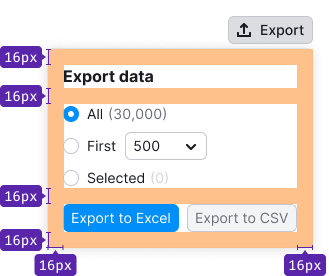 Export
16px
Export data
16px
All (30,000)
First 500
Selected (0)
16px
Export to Excel Export to CSV
16px
16px 16px